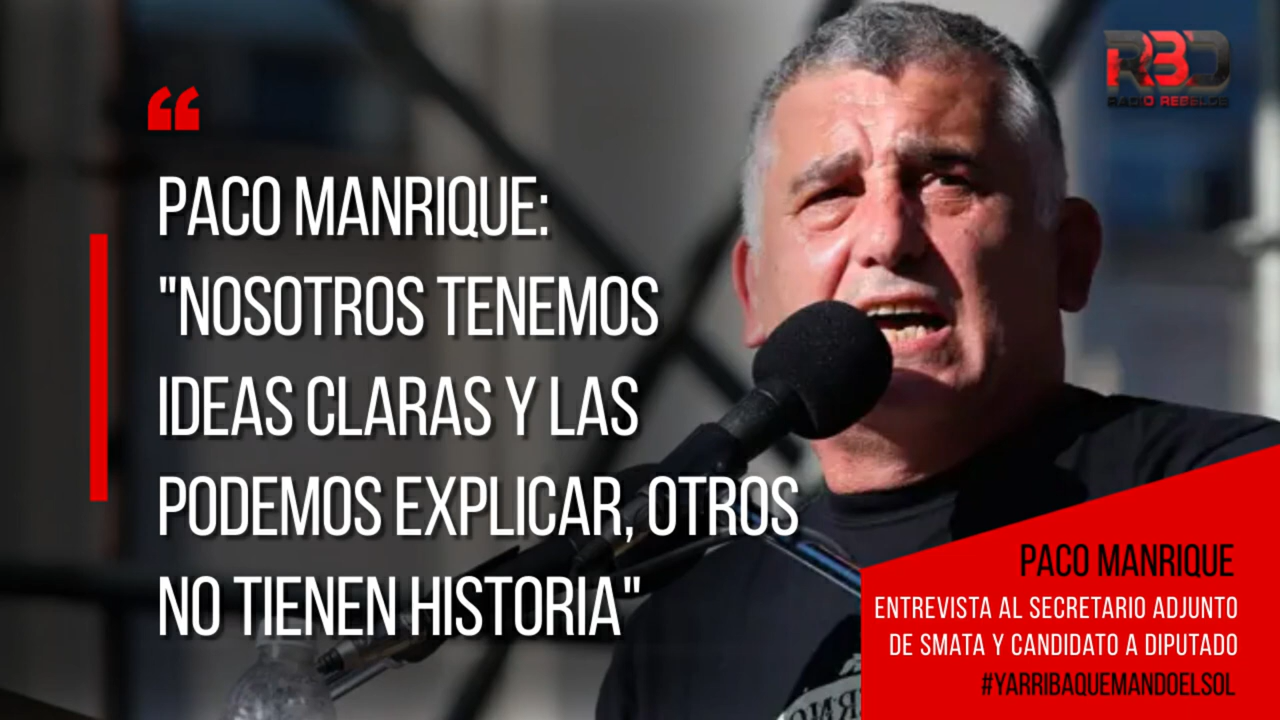 RBD
RADIO REBELDE
“
PACO MANRIQUE:
"NOSOTROS TENEMOS
IDEAS CLARAS Y LAS
PODEMOS EXPLICAR, OTROS
NO TIENEN HISTORIA"
PACO MANRIQUE
ENTREVISTA AL SECRETARIO ADJUNTO
DE SMATA Y CANDIDATO A DIPUTADO
#YARRIBAQUEMANDOELSOL